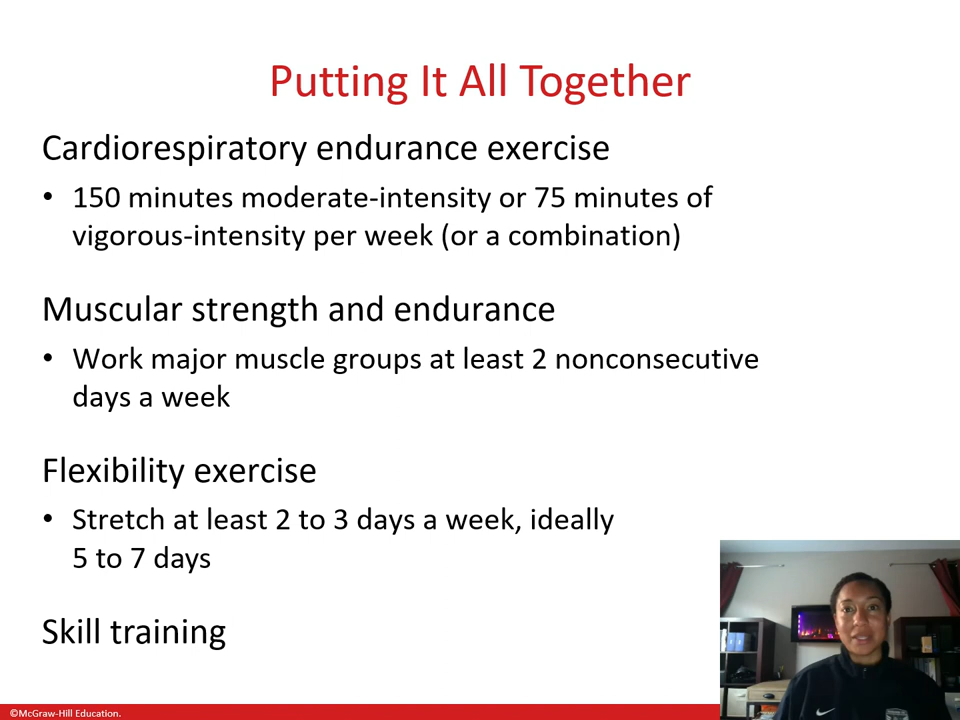 Putting It All Together
Cardiorespiratory endurance exercise
• 150 minutes moderate-intensity or 75 minutes of
vigorous-intensity per week (or a combination)
Muscular strength and endurance
• Work major muscle groups at least 2 nonconsecutive
days a week
Flexibility exercise
• Stretch at least 2 to 3 days a week, ideally
5 to 7 days
Skill training
©McGraw-Hill Education.